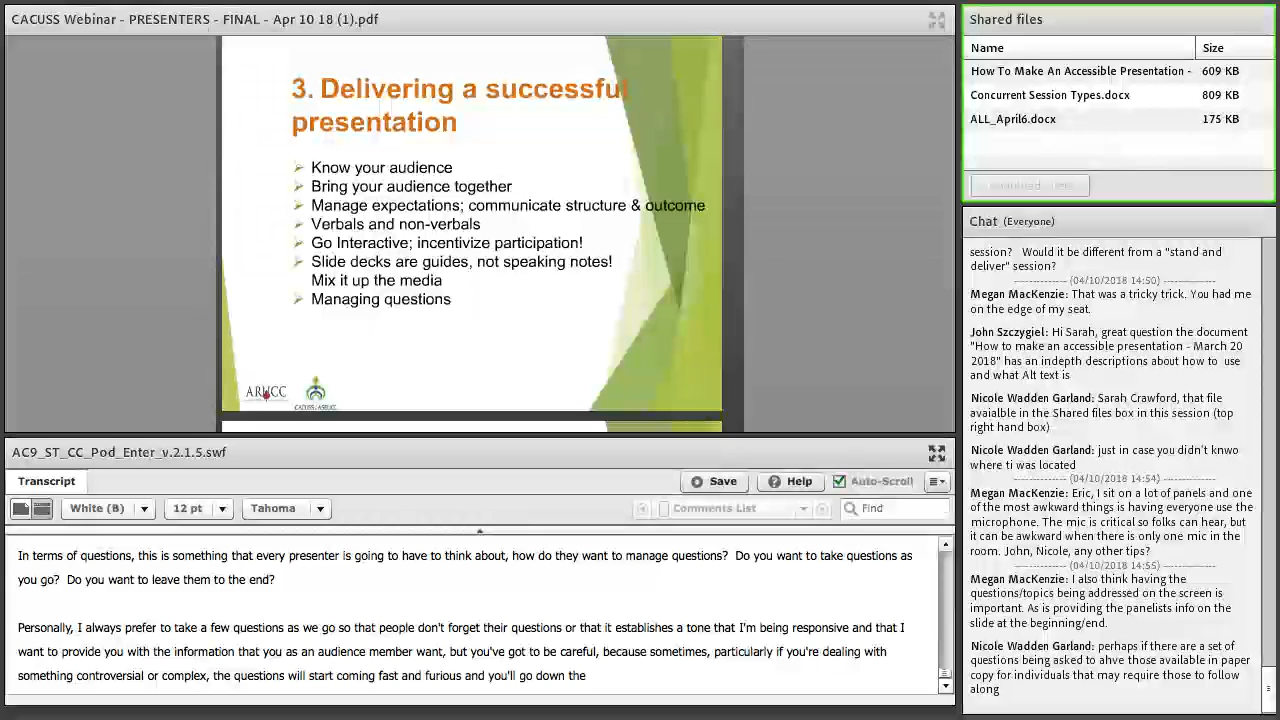 CACUSS Webinar - PRESENTERS - FINAL - Apr 10 18 (1).pdf
3. Delivering a successful
presentation
Know your audience
Bring your audience together
Manage expectations; communicate structure & outcome
Verbals and non-verbals
Go Interactive; incentivize participation!
Slide decks are guides, not speaking notes!
Mix it up the media
Managing questions
ARUCC
CACUSS / ASEUCC
AC9_ST_CC_Pod_Enter_v.2.1.5.swf
Transcript
Save
Help
Auto-Scroll
White (B)
12 pt
Tahoma
Comments List
Find
In terms of questions, this is something that every presenter is going to have to think about, how do they want to manage questions?  Do you want to take questions as
you go?  Do you want to leave them to the end?
Personally, I always prefer to take a few questions as we go so that people don't forget their questions or that it establishes a tone that I'm being responsive and that I
want to provide you with the information that you as an audience member want, but you've got to be careful, because sometimes, particularly if you're dealing with
something controversial or complex, the questions will start coming fast and furious and you'll go down the
Shared files
Name Size
How To Make An Accessible Presentation - 609 KB
Concurrent Session Types.docx 809 KB
ALL_April6.docx 175 KB
Chat (Everyone)
session?   Would it be different from a "stand and
deliver" session?
-------------- (04/10/2018 14:50) --------------
Megan MacKenzie: That was a tricky trick. You had me
on the edge of my seat.
John Szczygiel: Hi Sarah, great question the document
"How to make an accessible presentation - March 20
2018" has an indepth descriptions about how to  use
and what Alt text is
Nicole Wadden Garland: Sarah Crawford, that file
avaialble in the Shared files box in this session (top
right hand box)
Nicole Wadden Garland: just in case you didn't knwo
where ti was located
-------------- (04/10/2018 14:54) --------------
Megan MacKenzie: Eric, I sit on a lot of panels and one
of the most awkward things is having everyone use the
microphone. The mic is critical so folks can hear, but
it can be awkward when there is only one mic in the
room. John, Nicole, any other tips?
-------------- (04/10/2018 14:55) --------------
Megan MacKenzie: I also think having the
questions/topics being addressed on the screen is
important. As is providing the panelists info on the
slide at the beginning/end.
Nicole Wadden Garland: perhaps if there are a set of
questions being asked to ahve those available in paper
copy for individuals that may require those to follow
along